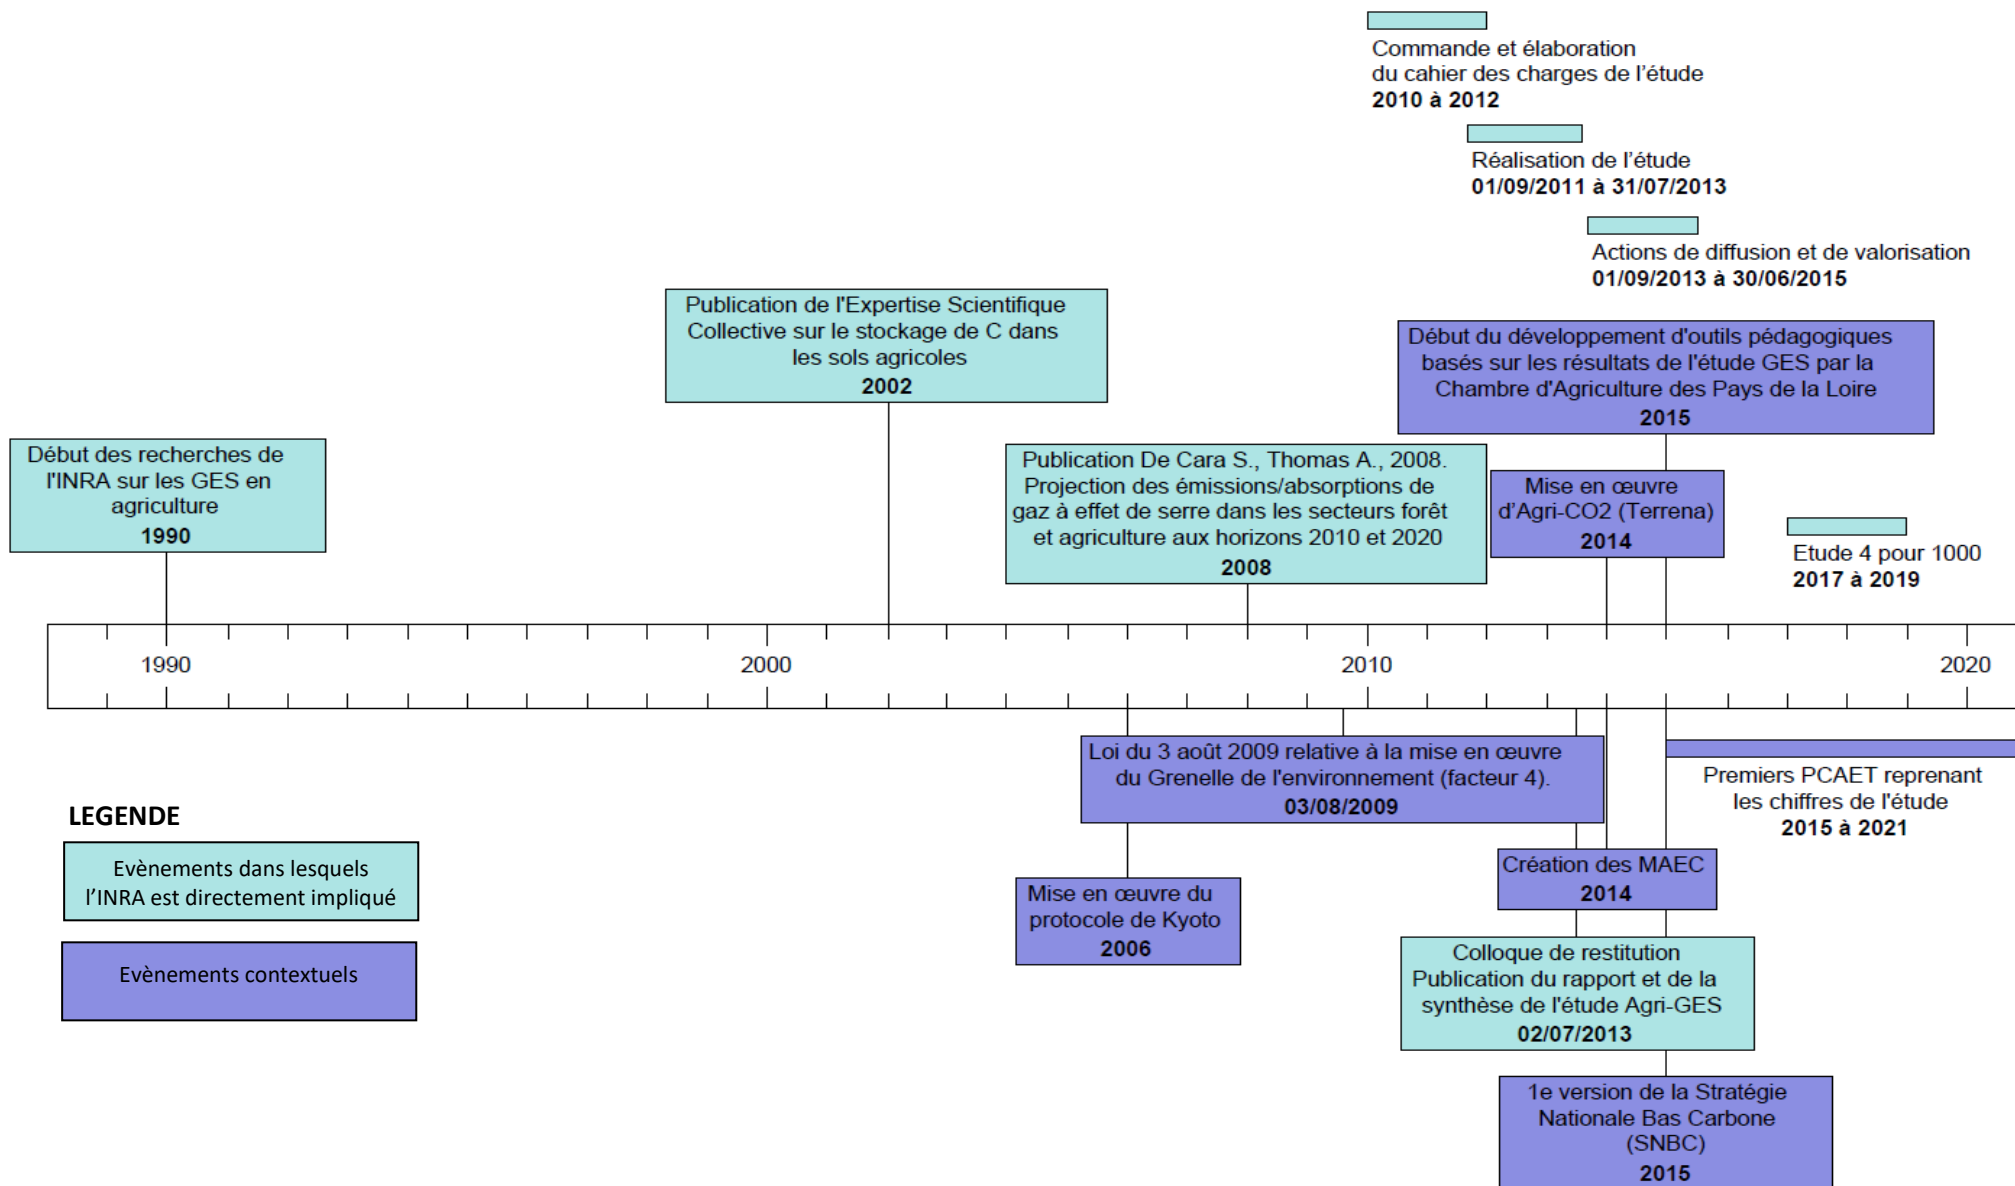 Commande et élaboration
du cahier des charges de l'étude
2010 à 2012
Réalisation de l'étude
01/09/2011 à 31/07/2013
Actions de diffusion et de valorisation
01/09/2013 à 30/06/2015
Publication de l'Expertise Scientifique
Collective sur le stockage de C dans
les sols agricoles
2002
Début du développement d'outils pédagogiques
basés sur les résultats de l'étude GES par la
Chambre d'Agriculture des Pays de la Loire
2015
Début des recherches de
l'INRA sur les GES en
agriculture
1990
Publication De Cara S., Thomas A., 2008.
Projection des émissions/absorptions de
gaz à effet de serre dans les secteurs forêt
et agriculture aux horizons 2010 et 2020
2008
Mise en œuvre
d'Agri-CO2 (Terrena)
2014
Etude 4 pour 1000
2017 à 2019
1990
2000
2010
2020
Loi du 3 août 2009 relative à la mise en œuvre
du Grenelle de l'environnement (facteur 4).
03/08/2009
Premiers PCAET reprenant
les chiffres de l'étude
2015 à 2021
LEGENDE
Evènements dans lesquels
l'INRA est directement impliqué
Evènements contextuels
Mise en œuvre du
protocole de Kyoto
2006
Création des MAEC
2014
Colloque de restitution
Publication du rapport et de la
synthèse de l'étude Agri-GES
02/07/2013
1e version de la Stratégie
Nationale Bas Carbone
(SNBC)
2015